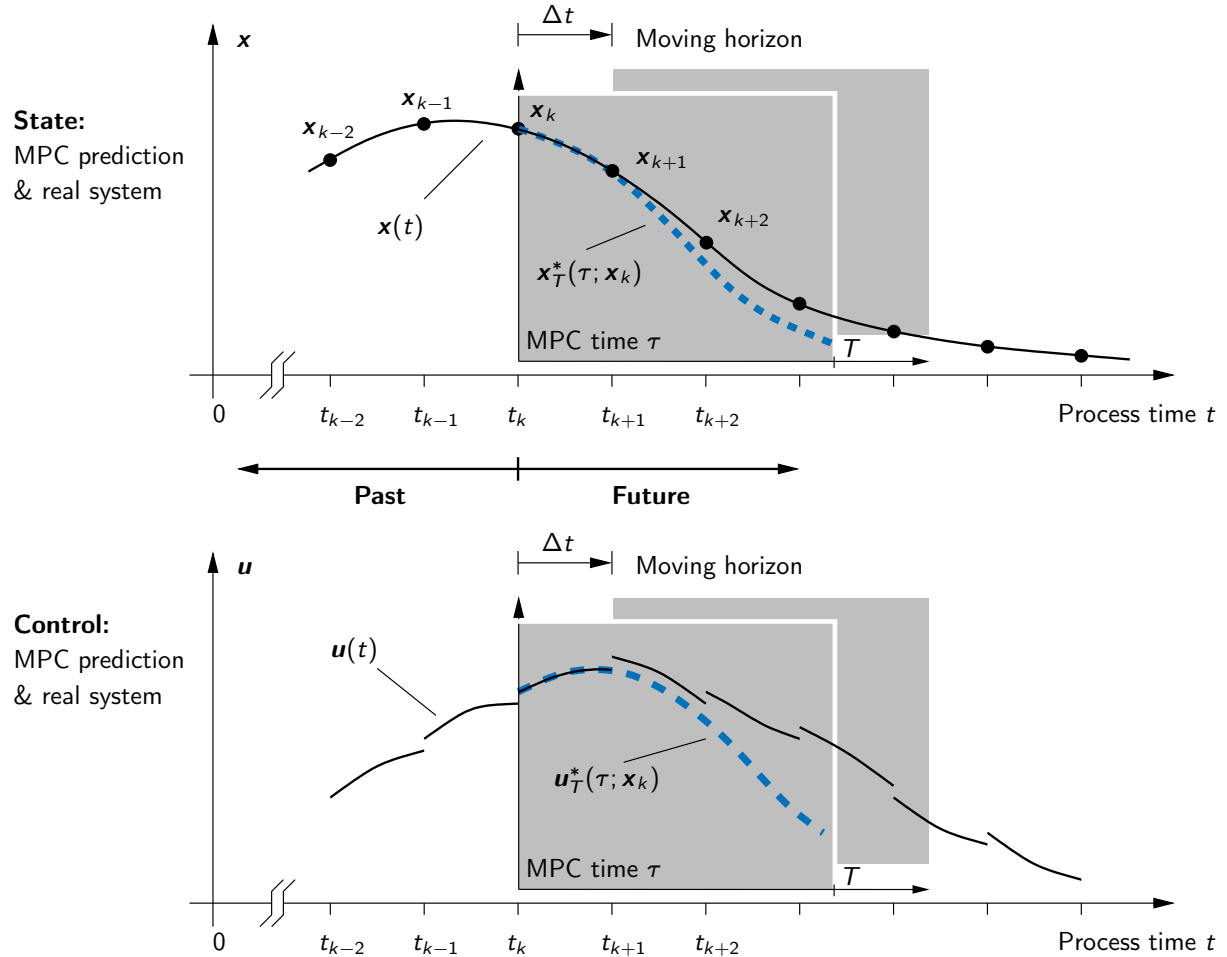 Δt
Moving horizon
x
State:
MPC prediction
& real system
x_{k−2}
x_{k−1}
x_k
x_{k+1}
x_{k+2}
x(t)
x*_T(τ; x_k)
MPC time τ
T
0
t_{k−2}
t_{k−1}
t_k
t_{k+1}
t_{k+2}
Process time t
Past
Future
Δt
Moving horizon
u
Control:
MPC prediction
& real system
u(t)
u*_T(τ; x_k)
MPC time τ
T
0
t_{k−2}
t_{k−1}
t_k
t_{k+1}
t_{k+2}
Process time t